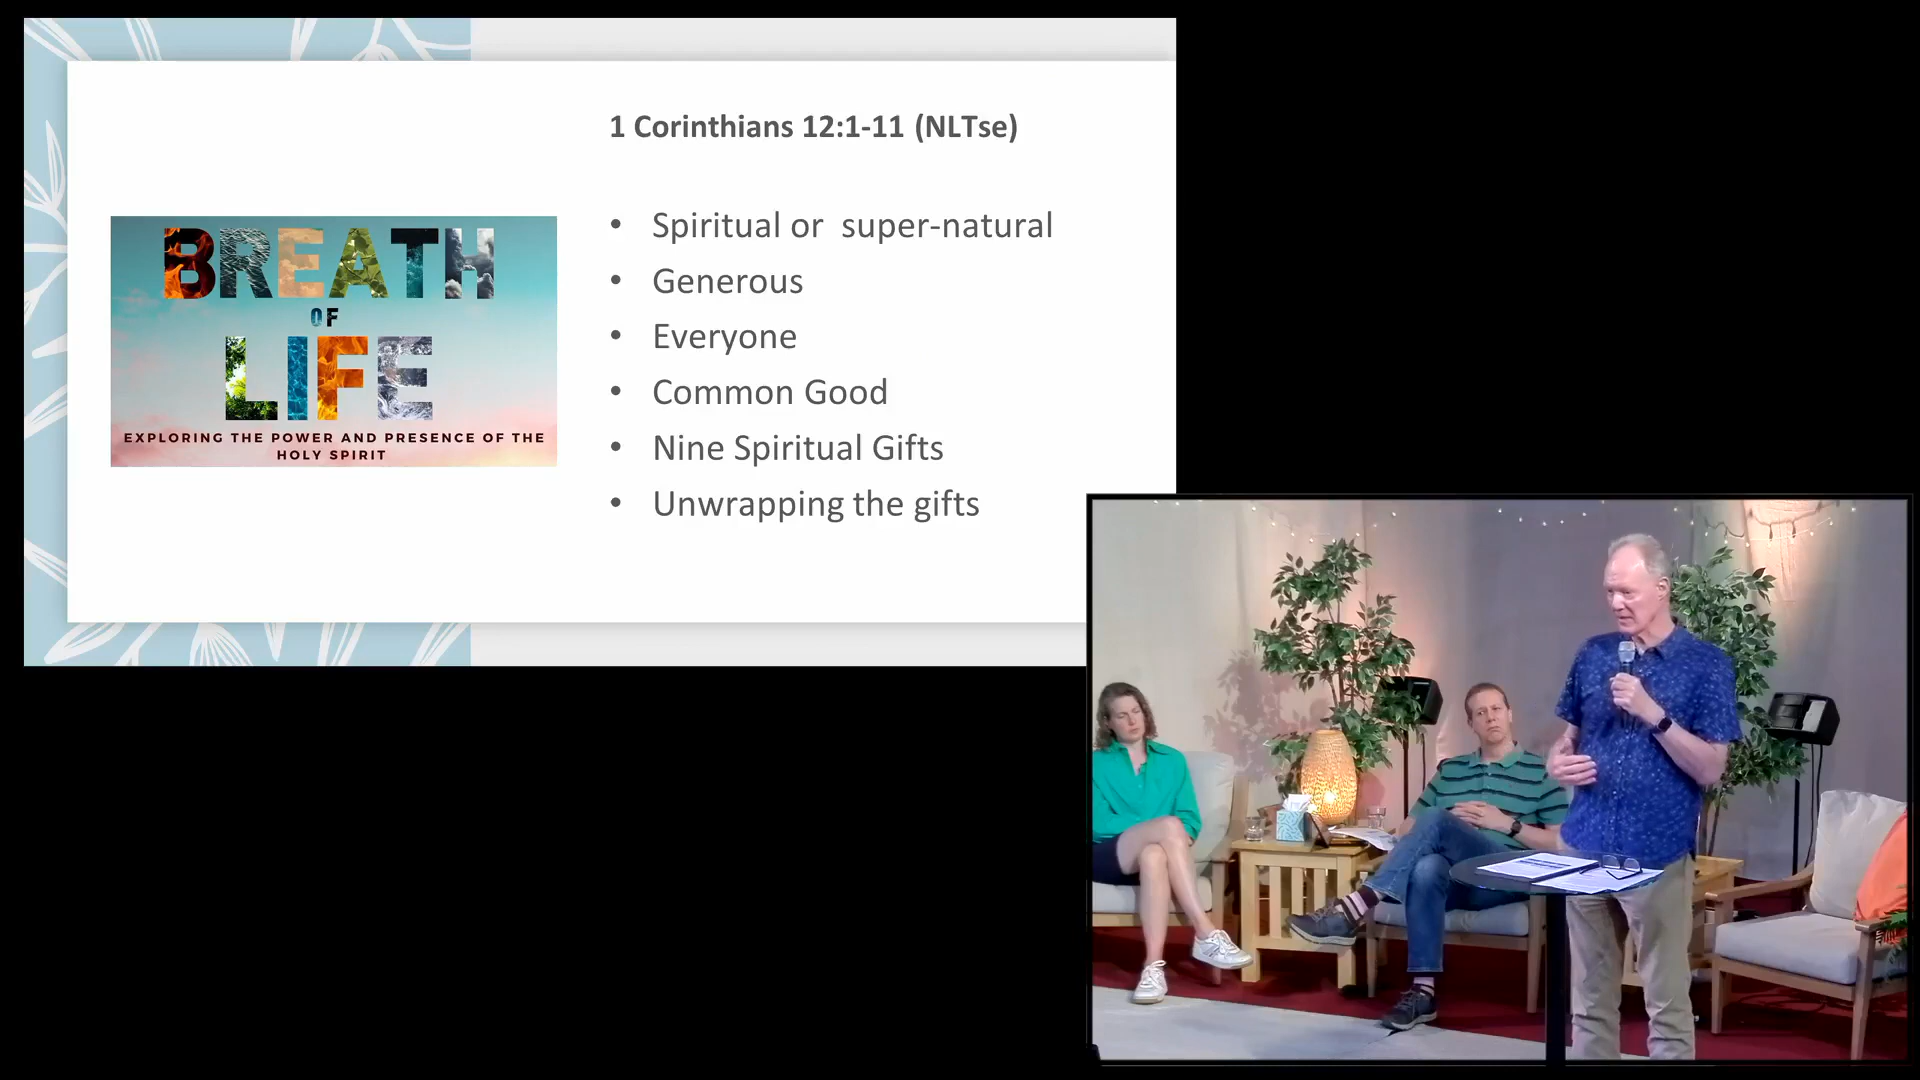 1 Corinthians 12:1-11 (NLTse)
BREATH
OF
LIFE
EXPLORING THE POWER AND PRESENCE OF THE
HOLY SPIRIT
• Spiritual or  super-natural
• Generous
• Everyone
• Common Good
• Nine Spiritual Gifts
• Unwrapping the gifts